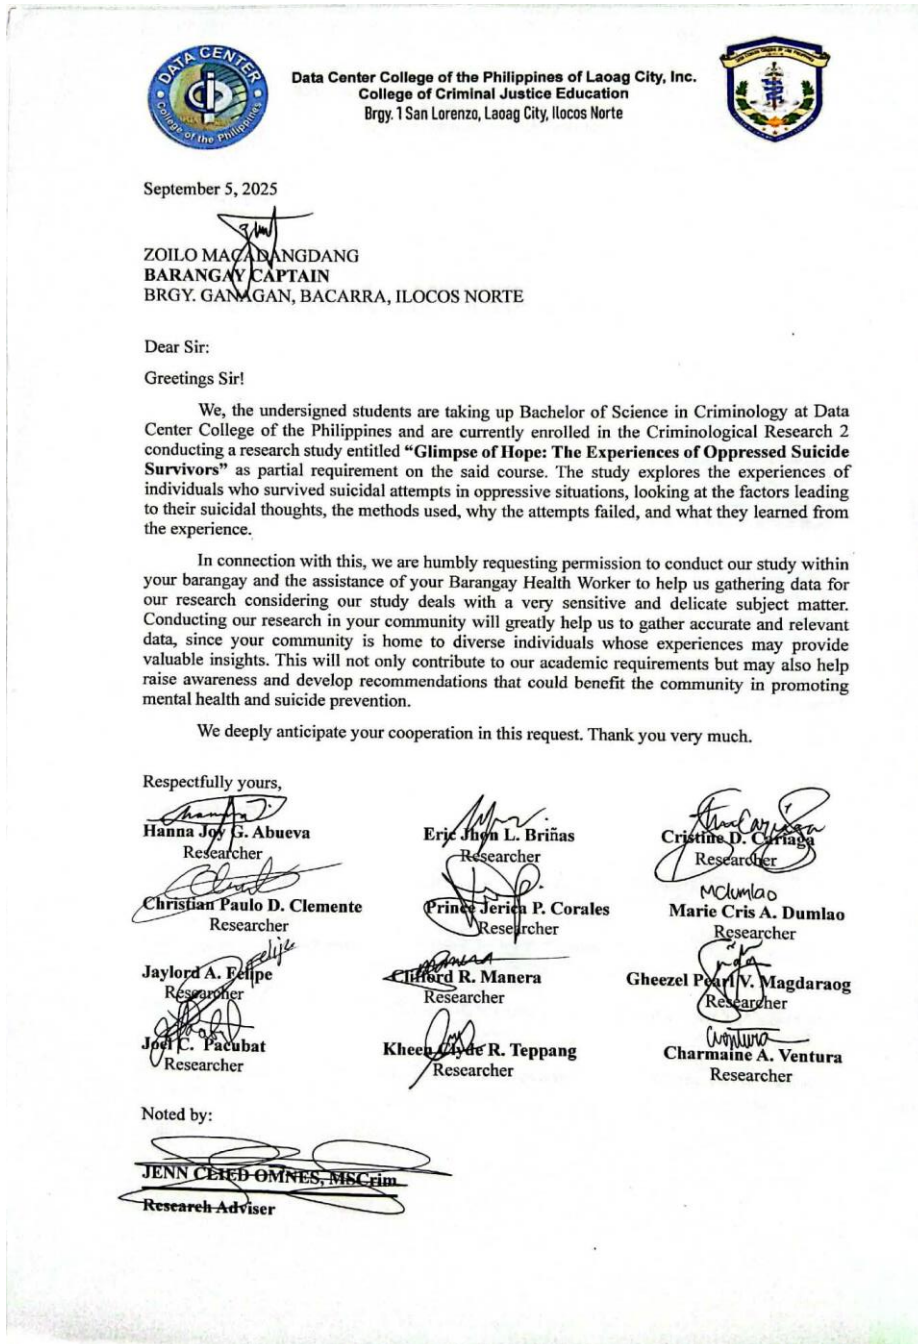 DATA CENTER
College of the Philippines
Data Center College of the Philippines of Laoag City, Inc.
College of Criminal Justice Education
Brgy. 1 San Lorenzo, Laoag City, Ilocos Norte
September 5, 2025
ZOILO MAGADANGDANG
BARANGAY CAPTAIN
BRGY. GANAGAN, BACARRA, ILOCOS NORTE
Dear Sir:
Greetings Sir!
We, the undersigned students are taking up Bachelor of Science in Criminology at Data
Center College of the Philippines and are currently enrolled in the Criminological Research 2
conducting a research study entitled “Glimpse of Hope: The Experiences of Oppressed Suicide
Survivors” as partial requirement on the said course. The study explores the experiences of
individuals who survived suicidal attempts in oppressive situations, looking at the factors leading
to their suicidal thoughts, the methods used, why the attempts failed, and what they learned from
the experience.
In connection with this, we are humbly requesting permission to conduct our study within
your barangay and the assistance of your Barangay Health Worker to help us gathering data for
our research considering our study deals with a very sensitive and delicate subject matter.
Conducting our research in your community will greatly help us to gather accurate and relevant
data, since your community is home to diverse individuals whose experiences may provide
valuable insights. This will not only contribute to our academic requirements but may also help
raise awareness and develop recommendations that could benefit the community in promoting
mental health and suicide prevention.
We deeply anticipate your cooperation in this request. Thank you very much.
Respectfully yours,
Hanna Joy G. Abueva Eric Jhon L. Briñas Cristine D. Cariaga
Researcher Researcher Researcher
MCDumlao
Christian Paulo D. Clemente Prince Jerica P. Corales Marie Cris A. Dumlao
Researcher Researcher Researcher
Jaylord A. Felipe Clifford R. Manera Gheezel Pearl V. Magdaraog
Researcher Researcher Researcher
Joel C. Pacubat Kheen Clyde R. Teppang Charmaine A. Ventura
Researcher Researcher Researcher
Noted by:
JENN CLIED OMNES, MSCrim
Research Adviser